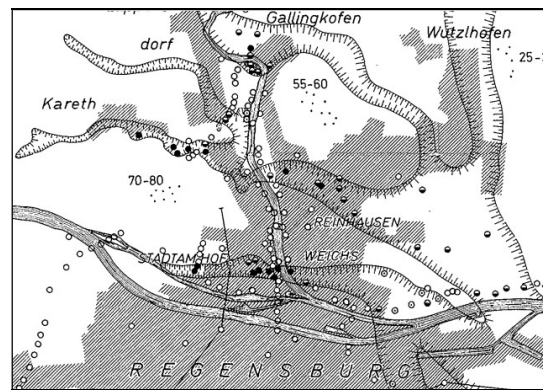 Gallingkofen
Wutzlhofen
dorf
25-
55-60
Kareth
70-80
REINHAUSEN
STADTAMHOF
WEICHS
REGENSBURG